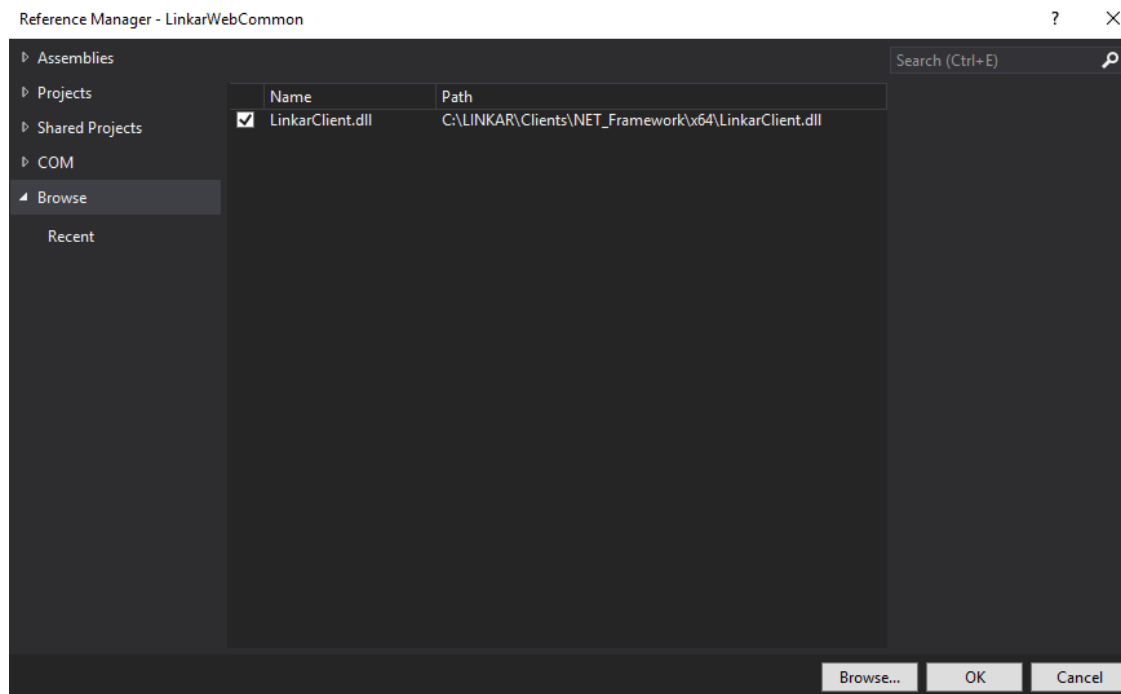 Reference Manager - LinkarWebCommon
? 
Assemblies
Projects
Shared Projects
COM
Browse
Recent
Name Path
LinkarClient.dll C:\LINKAR\Clients\NET_Framework\x64\LinkarClient.dll
Search (Ctrl+E)
Browse... OK Cancel